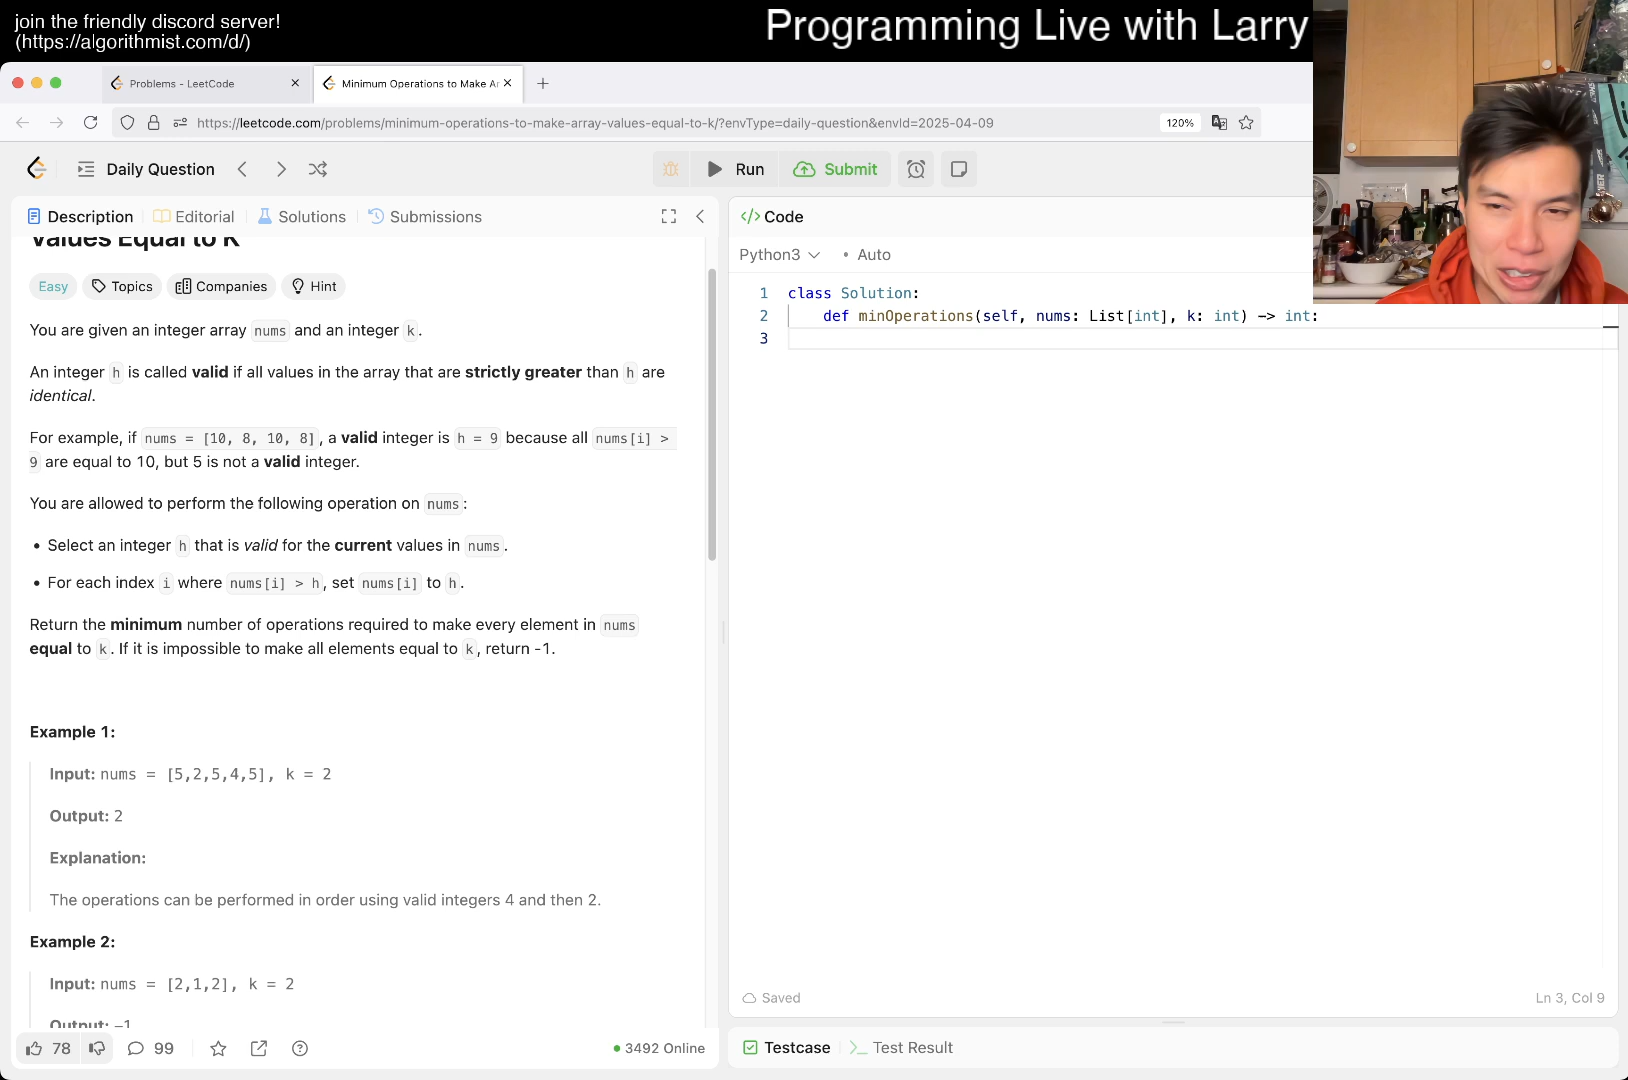 join the friendly discord server!
(https://algorithmist.com/d/)
Programming Live with Larry
Problems - LeetCode
Minimum Operations to Make Ar
https://leetcode.com/problems/minimum-operations-to-make-array-values-equal-to-k/?envType=daily-question&envId=2025-04-09
120%
Daily Question
Run
Submit
Description
Editorial
Solutions
Submissions
Values Equal to K
Easy
Topics
Companies
Hint
You are given an integer array nums and an integer k.
An integer h is called valid if all values in the array that are strictly greater than h are
identical.
For example, if nums = [10, 8, 10, 8], a valid integer is h = 9 because all nums[i] >
9 are equal to 10, but 5 is not a valid integer.
You are allowed to perform the following operation on nums:
• Select an integer h that is valid for the current values in nums.
• For each index i where nums[i] > h, set nums[i] to h.
Return the minimum number of operations required to make every element in nums
equal to k. If it is impossible to make all elements equal to k, return -1.
Example 1:
Input: nums = [5,2,5,4,5], k = 2
Output: 2
Explanation:
The operations can be performed in order using valid integers 4 and then 2.
Example 2:
Input: nums = [2,1,2], k = 2
Output: -1
78
99
3492 Online
</> Code
Python3
• Auto
1 class Solution:
2 def minOperations(self, nums: List[int], k: int) -> int:
3
Saved
Ln 3, Col 9
Testcase
>_ Test Result